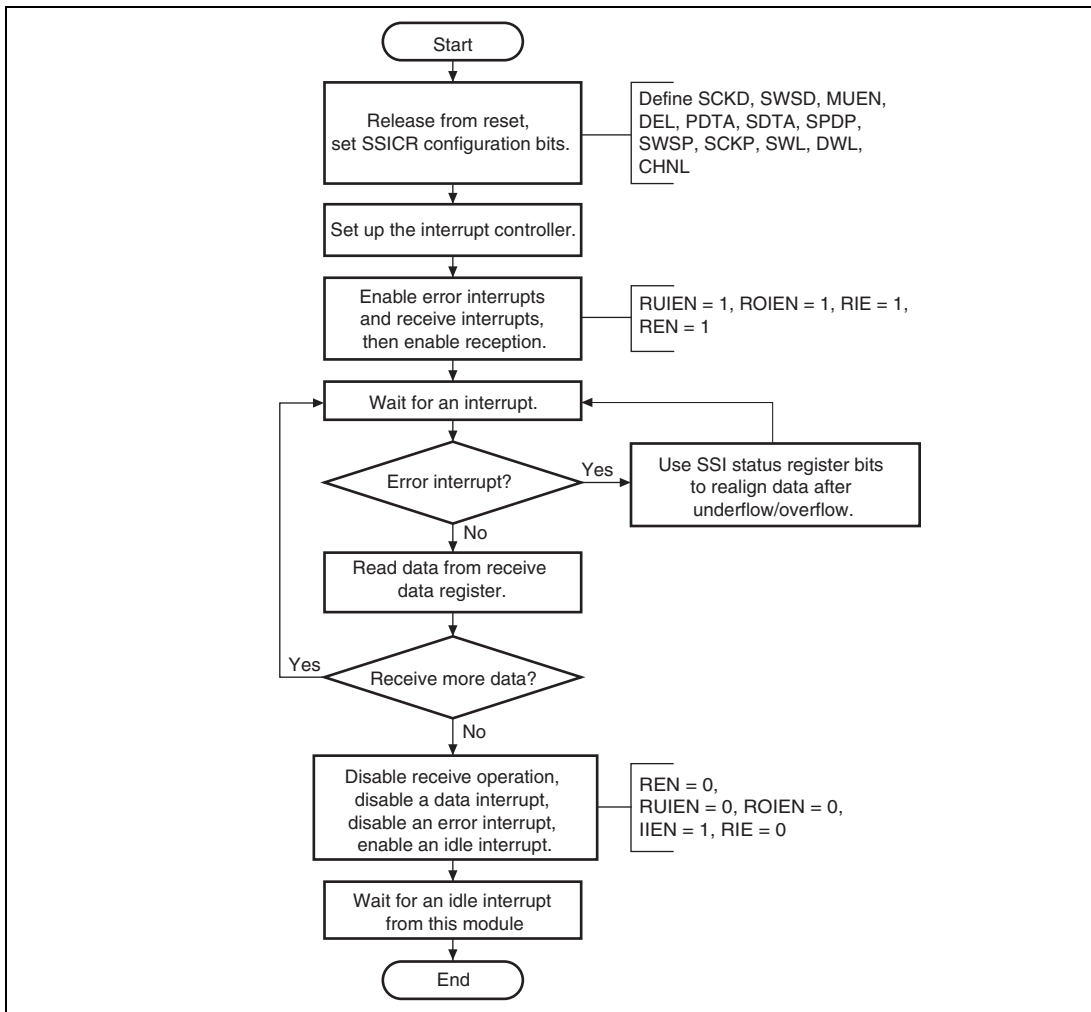 Start
Release from reset,
set SSICR configuration bits.
Define SCKD, SWSD, MUEN,
DEL, PDTA, SDTA, SPDP,
SWSP, SCKP, SWL, DWL,
CHNL
Set up the interrupt controller.
Enable error interrupts
and receive interrupts,
then enable reception.
RUIEN = 1, ROIEN = 1, RIE = 1,
REN = 1
Wait for an interrupt.
Error interrupt?
Yes
Use SSI status register bits
to realign data after
underflow/overflow.
No
Read data from receive
data register.
Yes
Receive more data?
No
Disable receive operation,
disable a data interrupt,
disable an error interrupt,
enable an idle interrupt.
REN = 0,
RUIEN = 0, ROIEN = 0,
IIEN = 1, RIE = 0
Wait for an idle interrupt
from this module
End